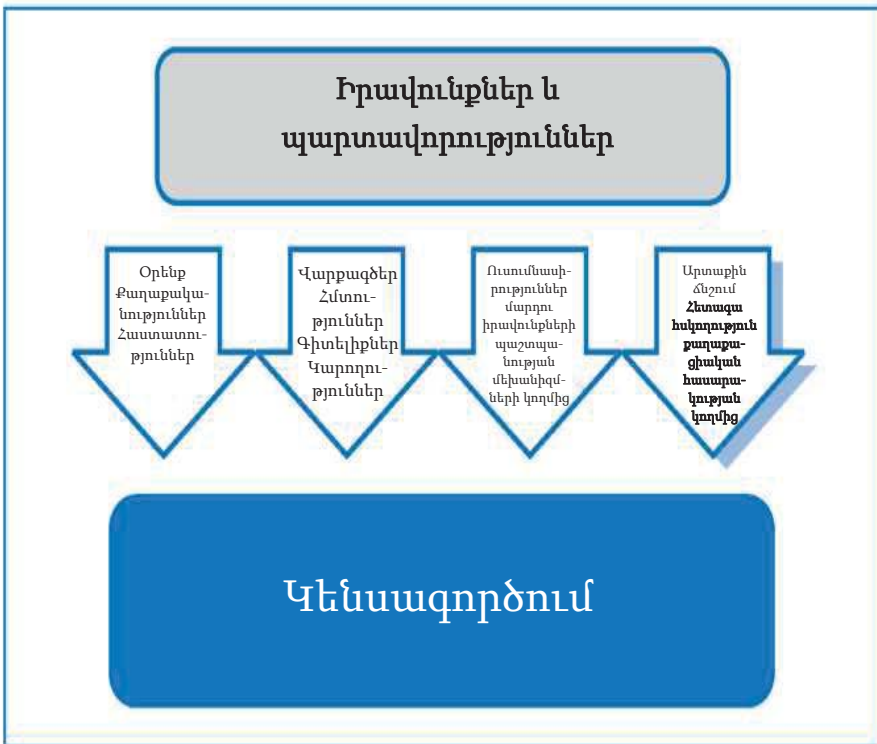 Իրավունքներ և
պարտավորություններ
Օրենք
Քաղաքակա-
նություններ
Հաստատու-
թյուններ
Վարքագծեր
Հմտու-
թյուններ
Գիտելիքներ
Կարողու-
թյուններ
Ուսումնասի-
րություններ
մարդու
իրավունքների
պաշտպա-
նության
մեխանիզմ-
ների կողմից
Արտաքին
ճնշում
Հետագա
հսկողություն
քաղաքա-
ցիական
հասարա-
կության
կողմից
Կենսագործում